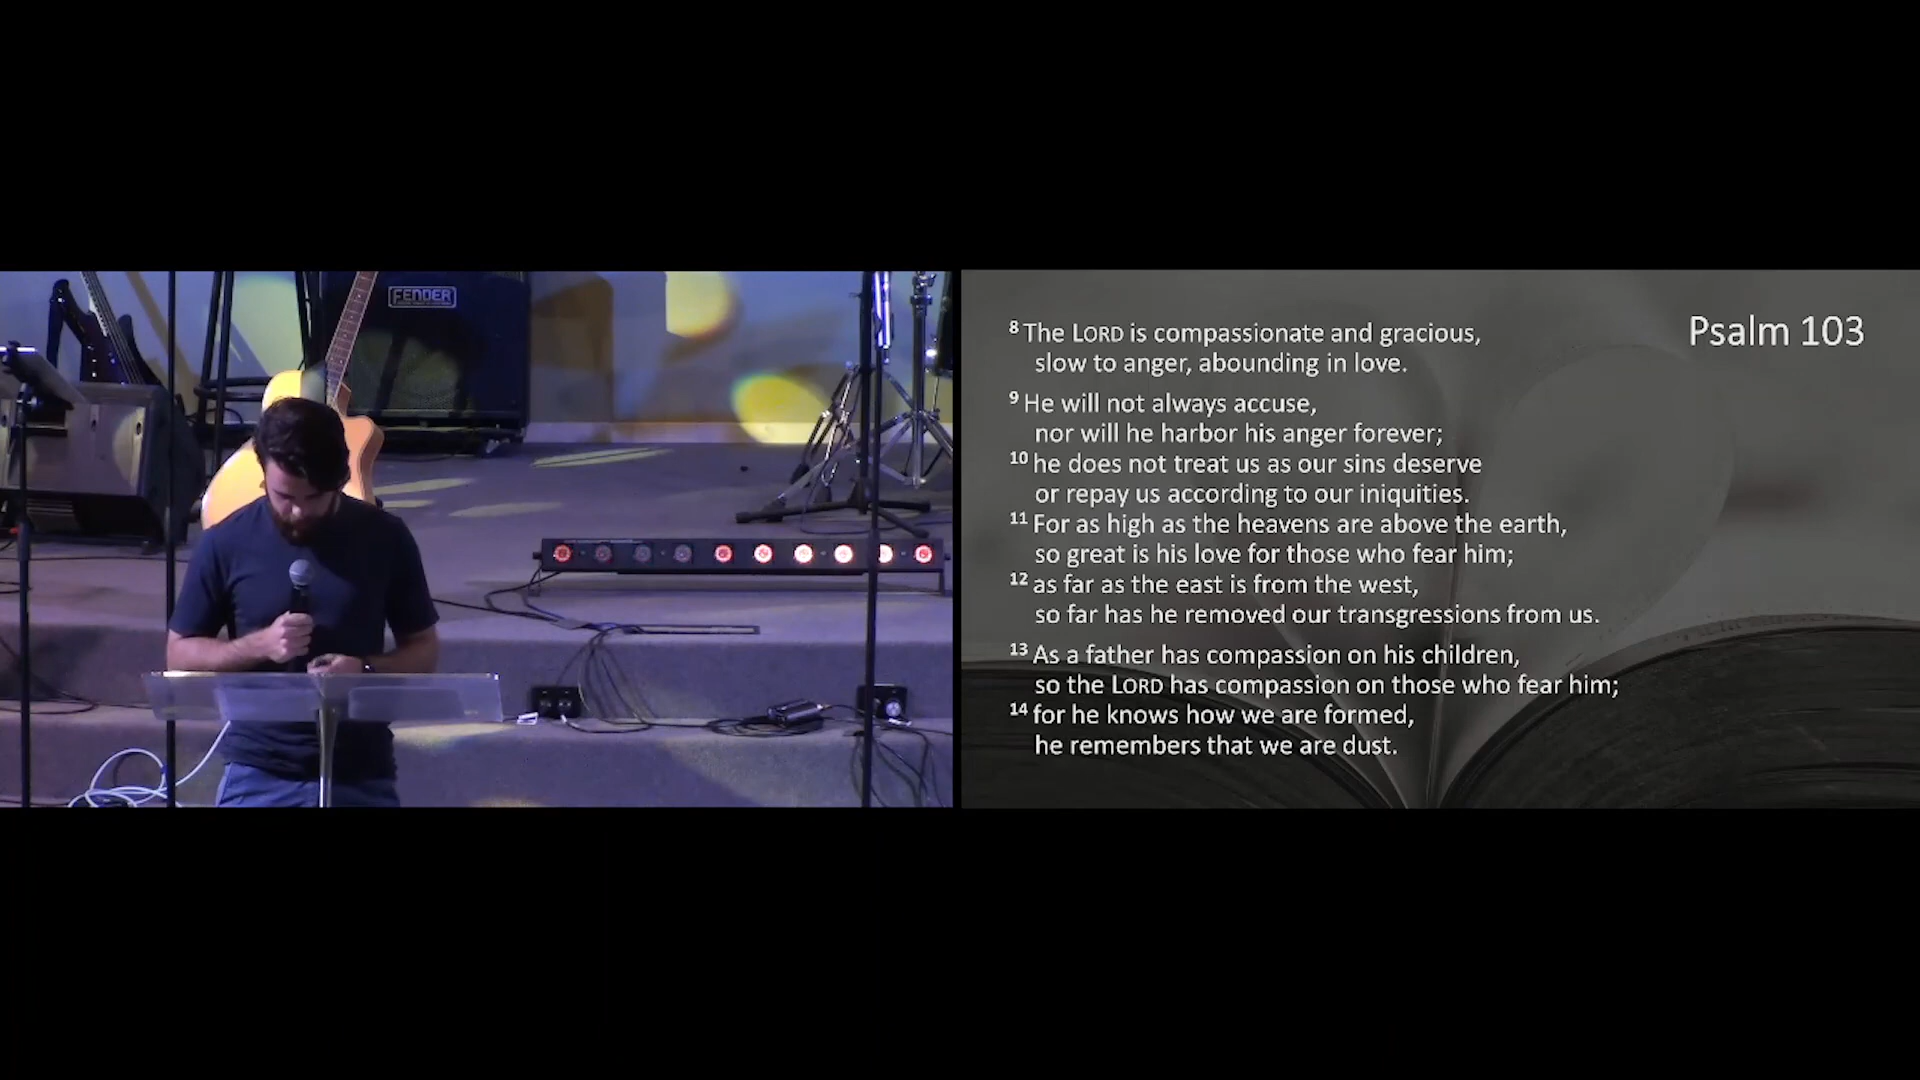 FENDER
Psalm 103
8 The LORD is compassionate and gracious,
slow to anger, abounding in love.
9 He will not always accuse,
nor will he harbor his anger forever;
10 he does not treat us as our sins deserve
or repay us according to our iniquities.
11 For as high as the heavens are above the earth,
so great is his love for those who fear him;
12 as far as the east is from the west,
so far has he removed our transgressions from us.
13 As a father has compassion on his children,
so the LORD has compassion on those who fear him;
14 for he knows how we are formed,
he remembers that we are dust.